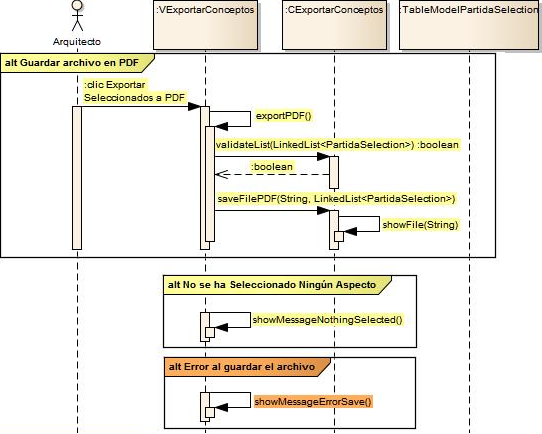 :VExportarConceptos
:CExportarConceptos
:TableModelPartidaSelection
Arquitecto
alt Guardar archivo en PDF
:clic Exportar
Seleccionados a PDF
exportPDF()
validateList(LinkedList<PartidaSelection>) :boolean
:boolean
saveFilePDF(String, LinkedList<PartidaSelection>)
showFile(String)
alt No se ha Seleccionado Ningún Aspecto
showMessageNothingSelected()
alt Error al guardar el archivo
showMessageErrorSave()